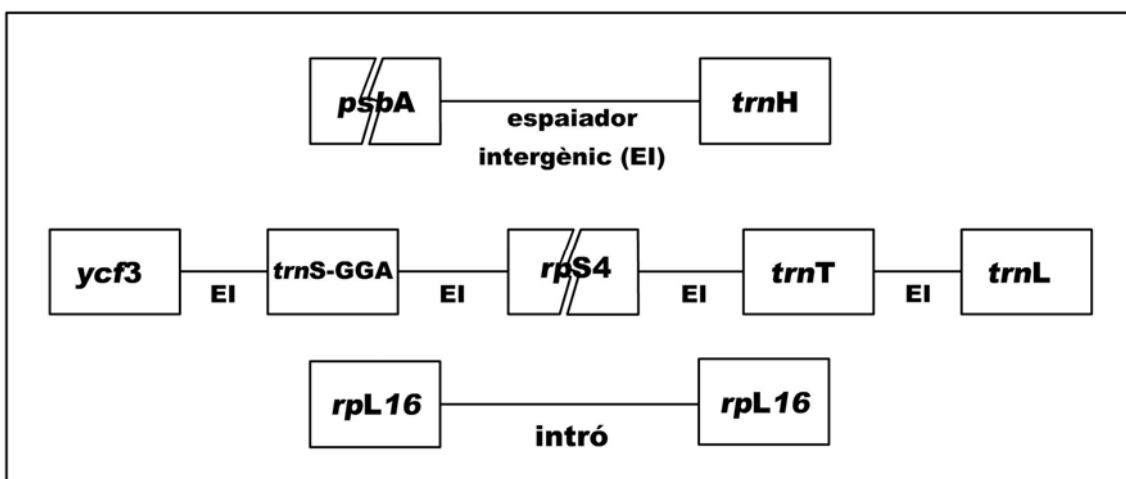 psbA
trnH
espaiador
intergènic (EI)
ycf3
trnS-GGA
rpS4
trnT
trnL
EI
EI
EI
EI
rpL16
rpL16
intró